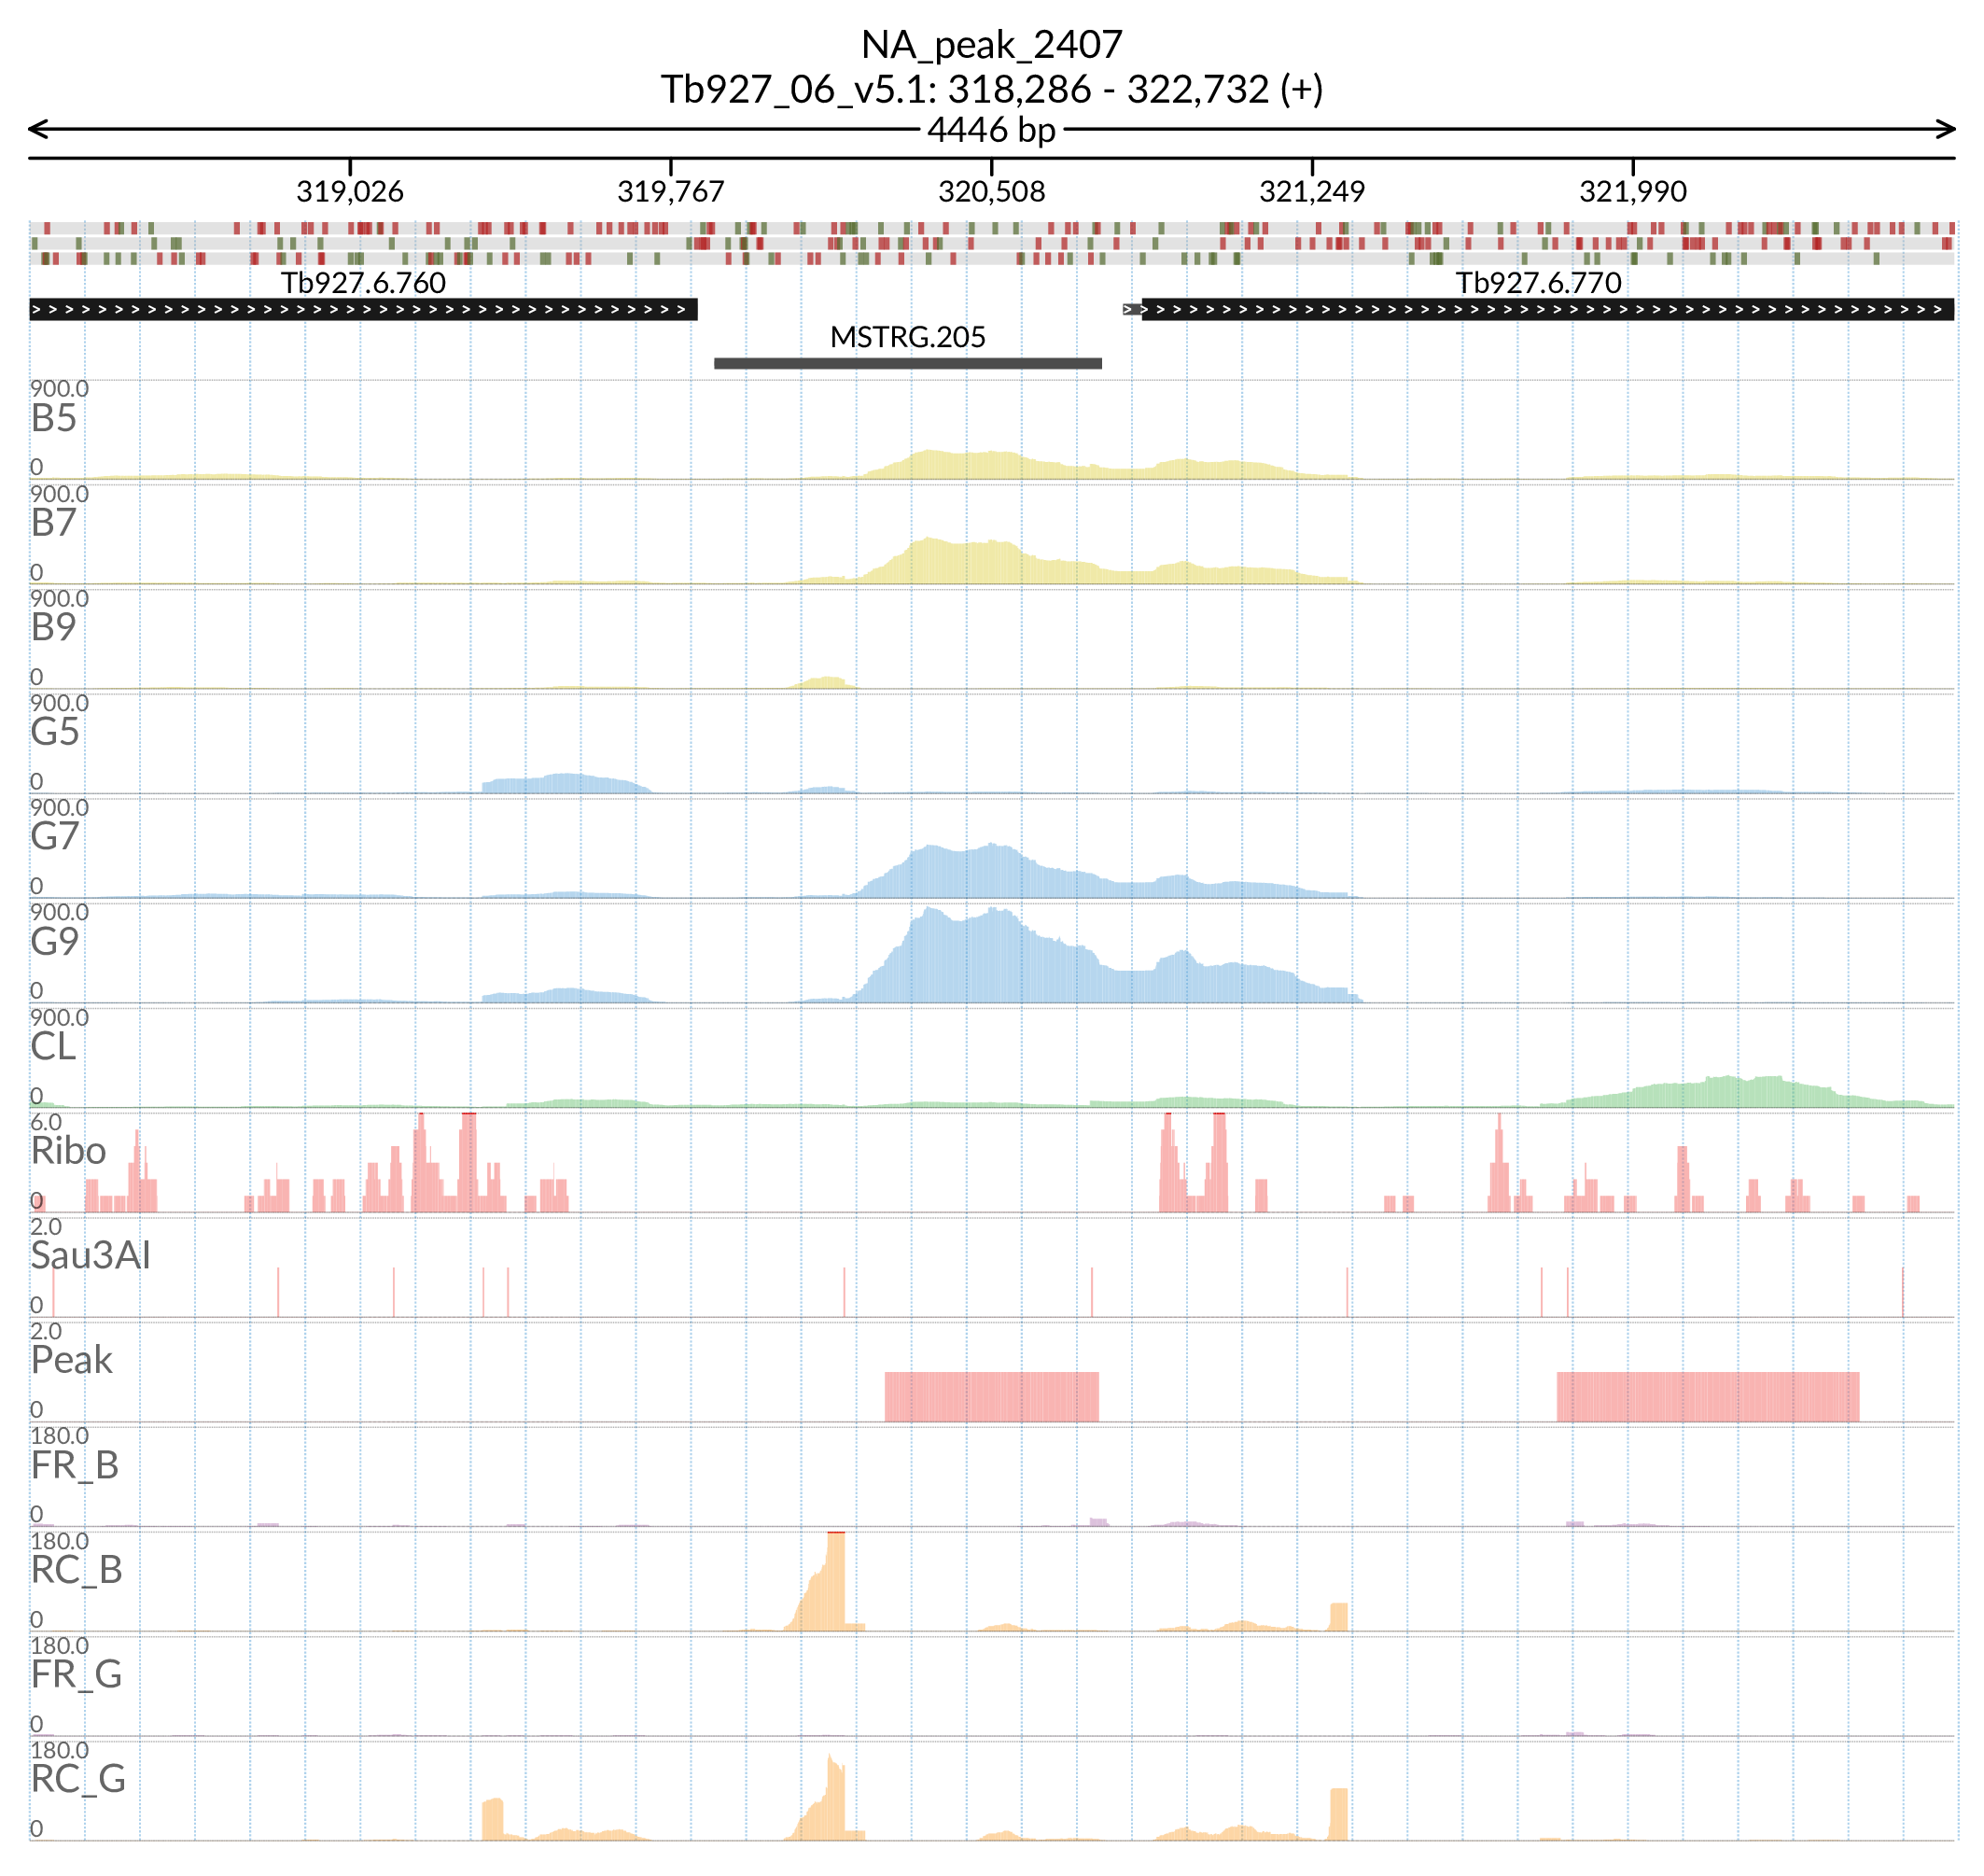 NA_peak_2407
Tb927_06_v5.1: 318,286 - 322,732 (+)
4446 bp
319,026 319,767 320,508 321,249 321,990
Tb927.6.760 Tb927.6.770
MSTRG.205
900.0
B5
0
900.0
B7
0
900.0
B9
0
900.0
G5
0
900.0
G7
0
900.0
G9
0
900.0
CL
0
6.0
Ribo
0
2.0
Sau3AI
0
2.0
Peak
0
180.0
FR_B
0
180.0
RC_B
0
180.0
FR_G
0
180.0
RC_G
0